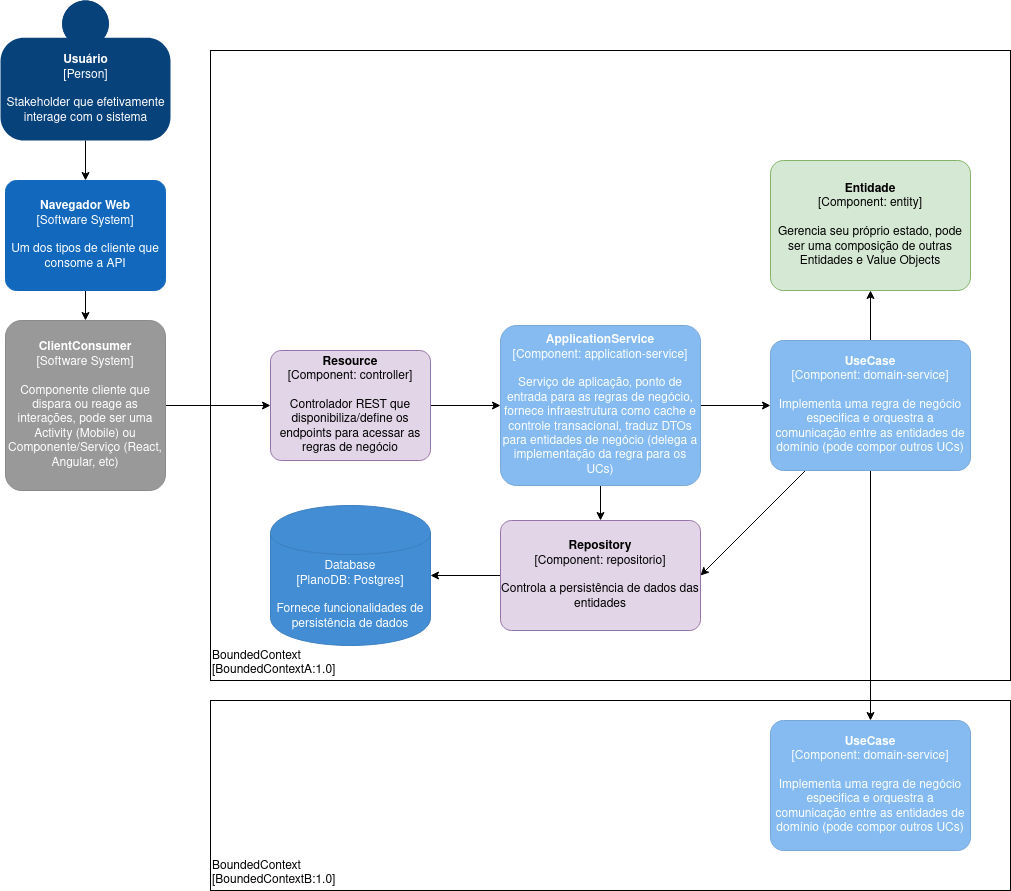 Usuário
[Person]
Stakeholder que efetivamente
interage com o sistema
Navegador Web
[Software System]
Um dos tipos de cliente que
consome a API
ClientConsumer
[Software System]
Componente cliente que
dispara ou reage as
interações, pode ser uma
Activity (Mobile) ou
Componente/Serviço (React,
Angular, etc)
Resource
[Component: controller]
Controlador REST que
disponibiliza/define os
endpoints para acessar as
regras de negócio
ApplicationService
[Component: application-service]
Serviço de aplicação, ponto de
entrada para as regras de negócio,
fornece infraestrutura como cache e
controle transacional, traduz DTOs
para entidades de negócio (delega a
implementação da regra para os
UCs)
Entidade
[Component: entity]
Gerencia seu próprio estado, pode
ser uma composição de outras
Entidades e Value Objects
UseCase
[Component: domain-service]
Implementa uma regra de negócio
especifica e orquestra a
comunicação entre as entidades de
domínio (pode compor outros UCs)
Database
[PlanoDB: Postgres]
Fornece funcionalidades de
persistência de dados
Repository
[Component: repositorio]
Controla a persistência de dados das
entidades
BoundedContext
[BoundedContextA:1.0]
UseCase
[Component: domain-service]
Implementa uma regra de negócio
especifica e orquestra a
comunicação entre as entidades de
domínio (pode compor outros UCs)
BoundedContext
[BoundedContextB:1.0]